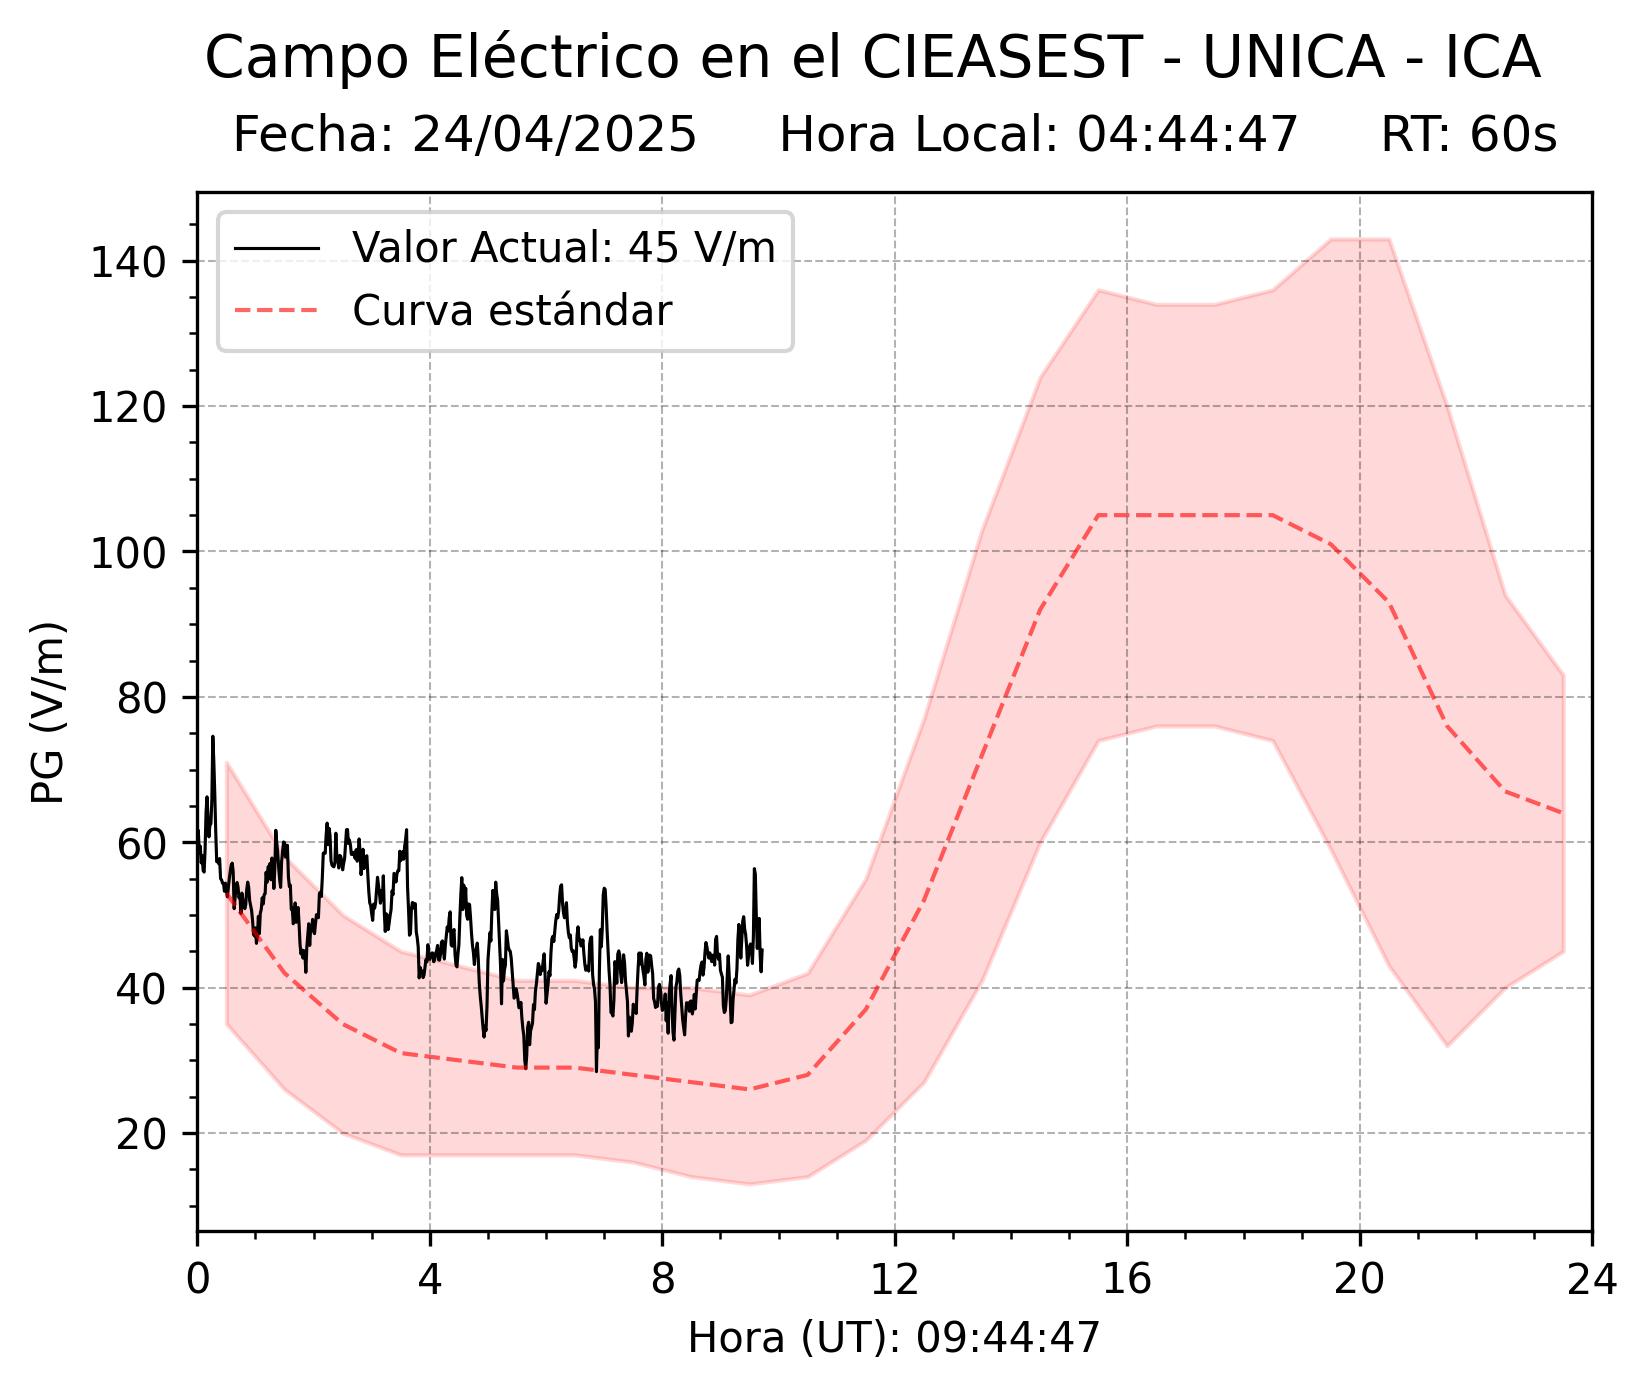 Campo Eléctrico en el CIEASEST - UNICA - ICA
Fecha: 24/04/2025 Hora Local: 04:44:47 RT: 60s
Valor Actual: 45 V/m
Curva estándar
140
120
100
80
60
40
20
PG (V/m)
0 4 8 12 16 20 24
Hora (UT): 09:44:47